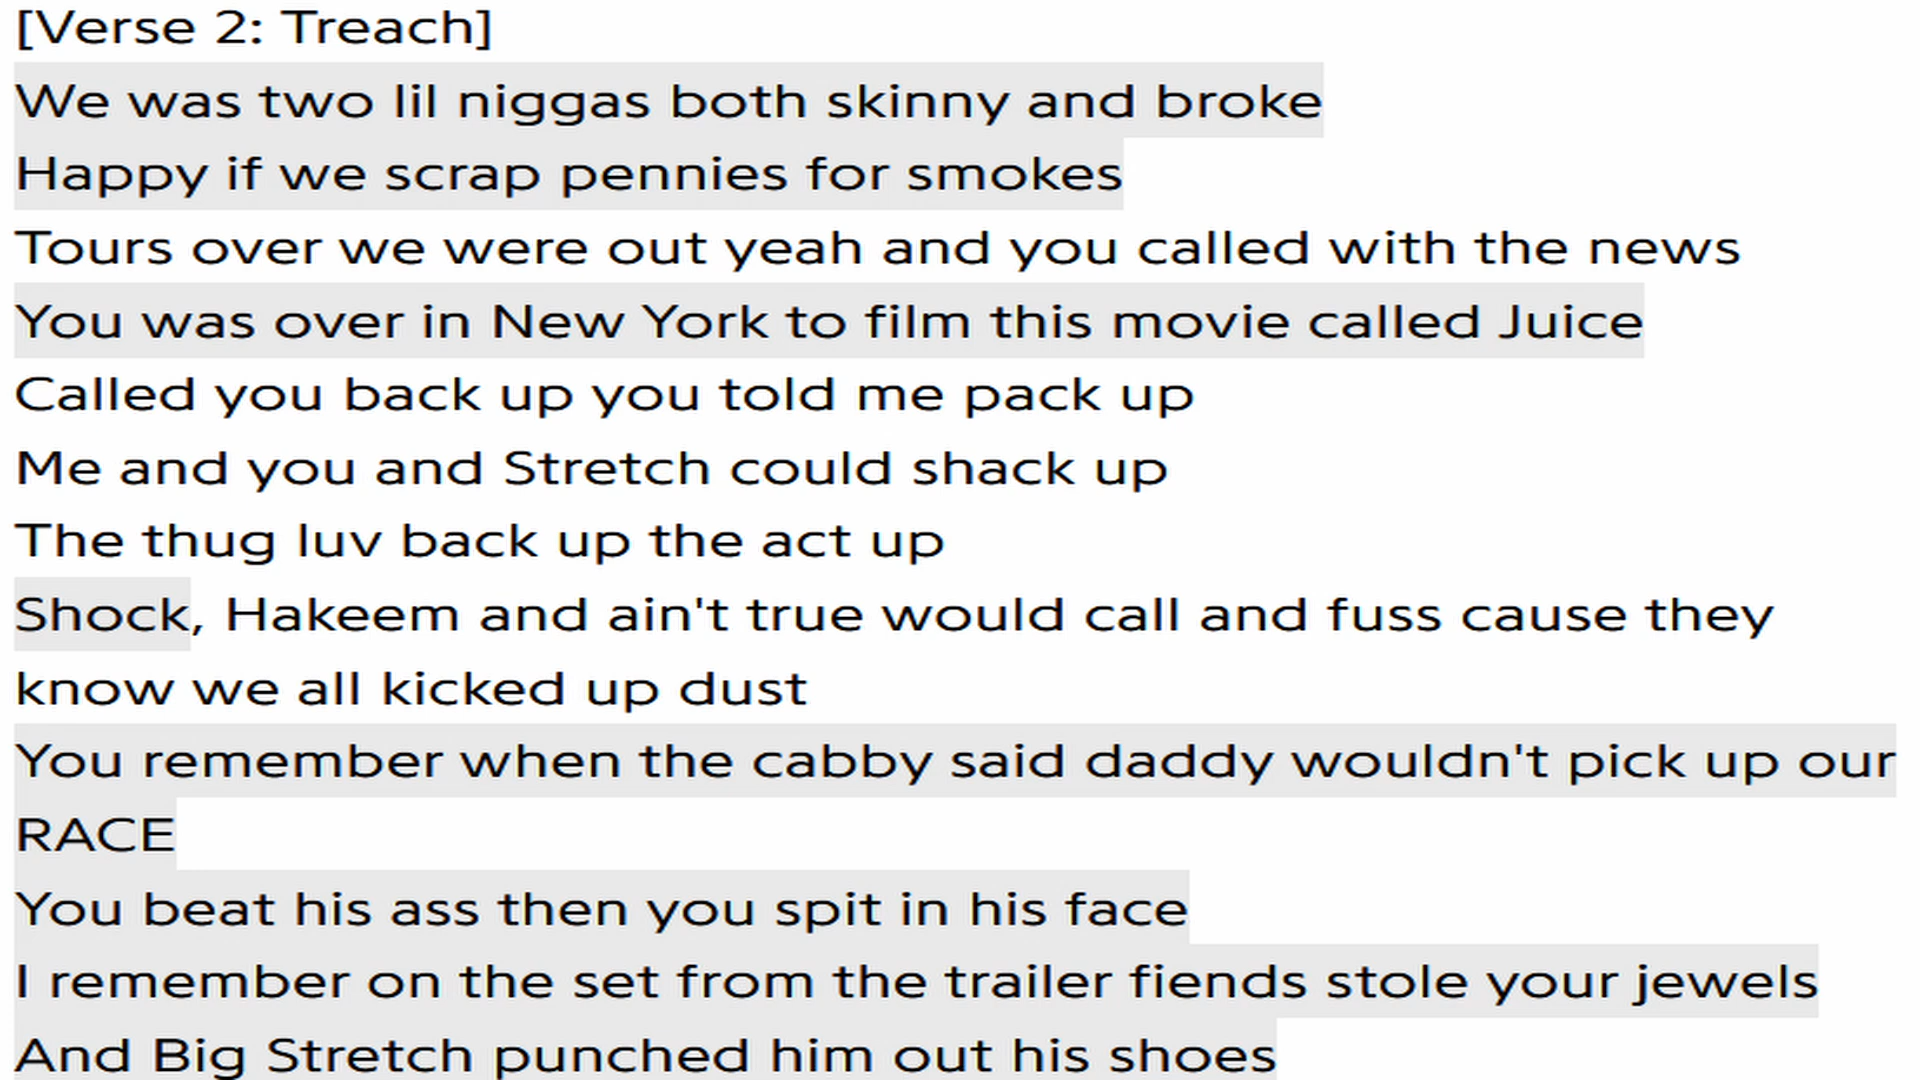 [Verse 2: Treach]
We was two lil niggas both skinny and broke
Happy if we scrap pennies for smokes
Tours over we were out yeah and you called with the news
You was over in New York to film this movie called Juice
Called you back up you told me pack up
Me and you and Stretch could shack up
The thug luv back up the act up
Shock, Hakeem and ain't true would call and fuss cause they
know we all kicked up dust
You remember when the cabby said daddy wouldn't pick up our
RACE
You beat his ass then you spit in his face
I remember on the set from the trailer fiends stole your jewels
And Big Stretch punched him out his shoes